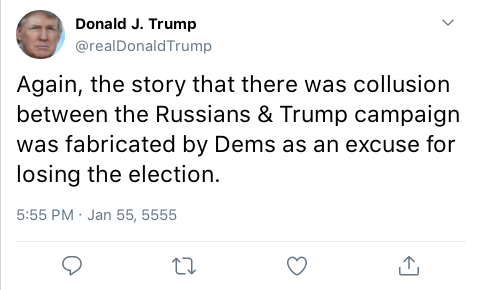 Donald J. Trump
@realDonaldTrump
Again, the story that there was collusion
between the Russians & Trump campaign
was fabricated by Dems as an excuse for
losing the election.
5:55 PM · Jan 55, 5555